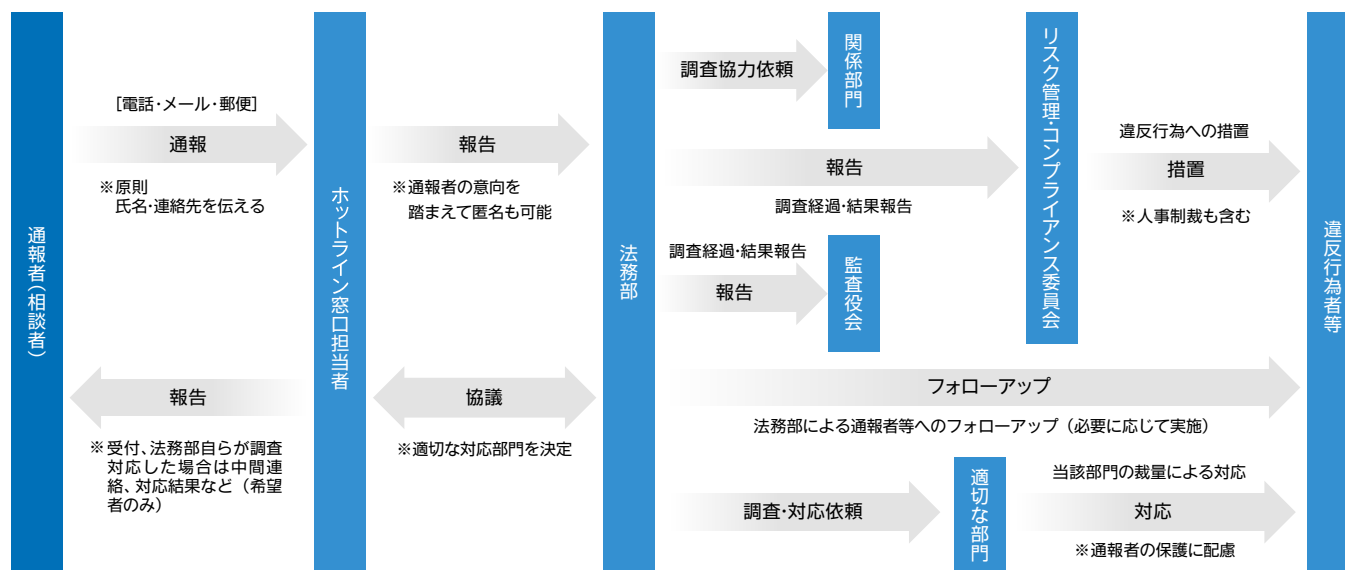 通報者(相談者)
[電話・メール・郵便]
通報
※原則
氏名・連絡先を伝える
報告
※受付、法務部自らが調査
対応した場合は中間連
絡、対応結果など（希望
者のみ）
ホットライン窓口担当者
報告
※通報者の意向を
踏まえて匿名も可能
協議
※適切な対応部門を決定
法務部
調査協力依頼
関係部門
報告
調査経過・結果報告
調査経過・結果報告
報告
監査役会
リスク管理・コンプライアンス委員会
違反行為への措置
措置
※人事制裁も含む
フォローアップ
法務部による通報者等へのフォローアップ（必要に応じて実施）
調査・対応依頼
適切な部門
当該部門の裁量による対応
対応
※通報者の保護に配慮
違反行為者等